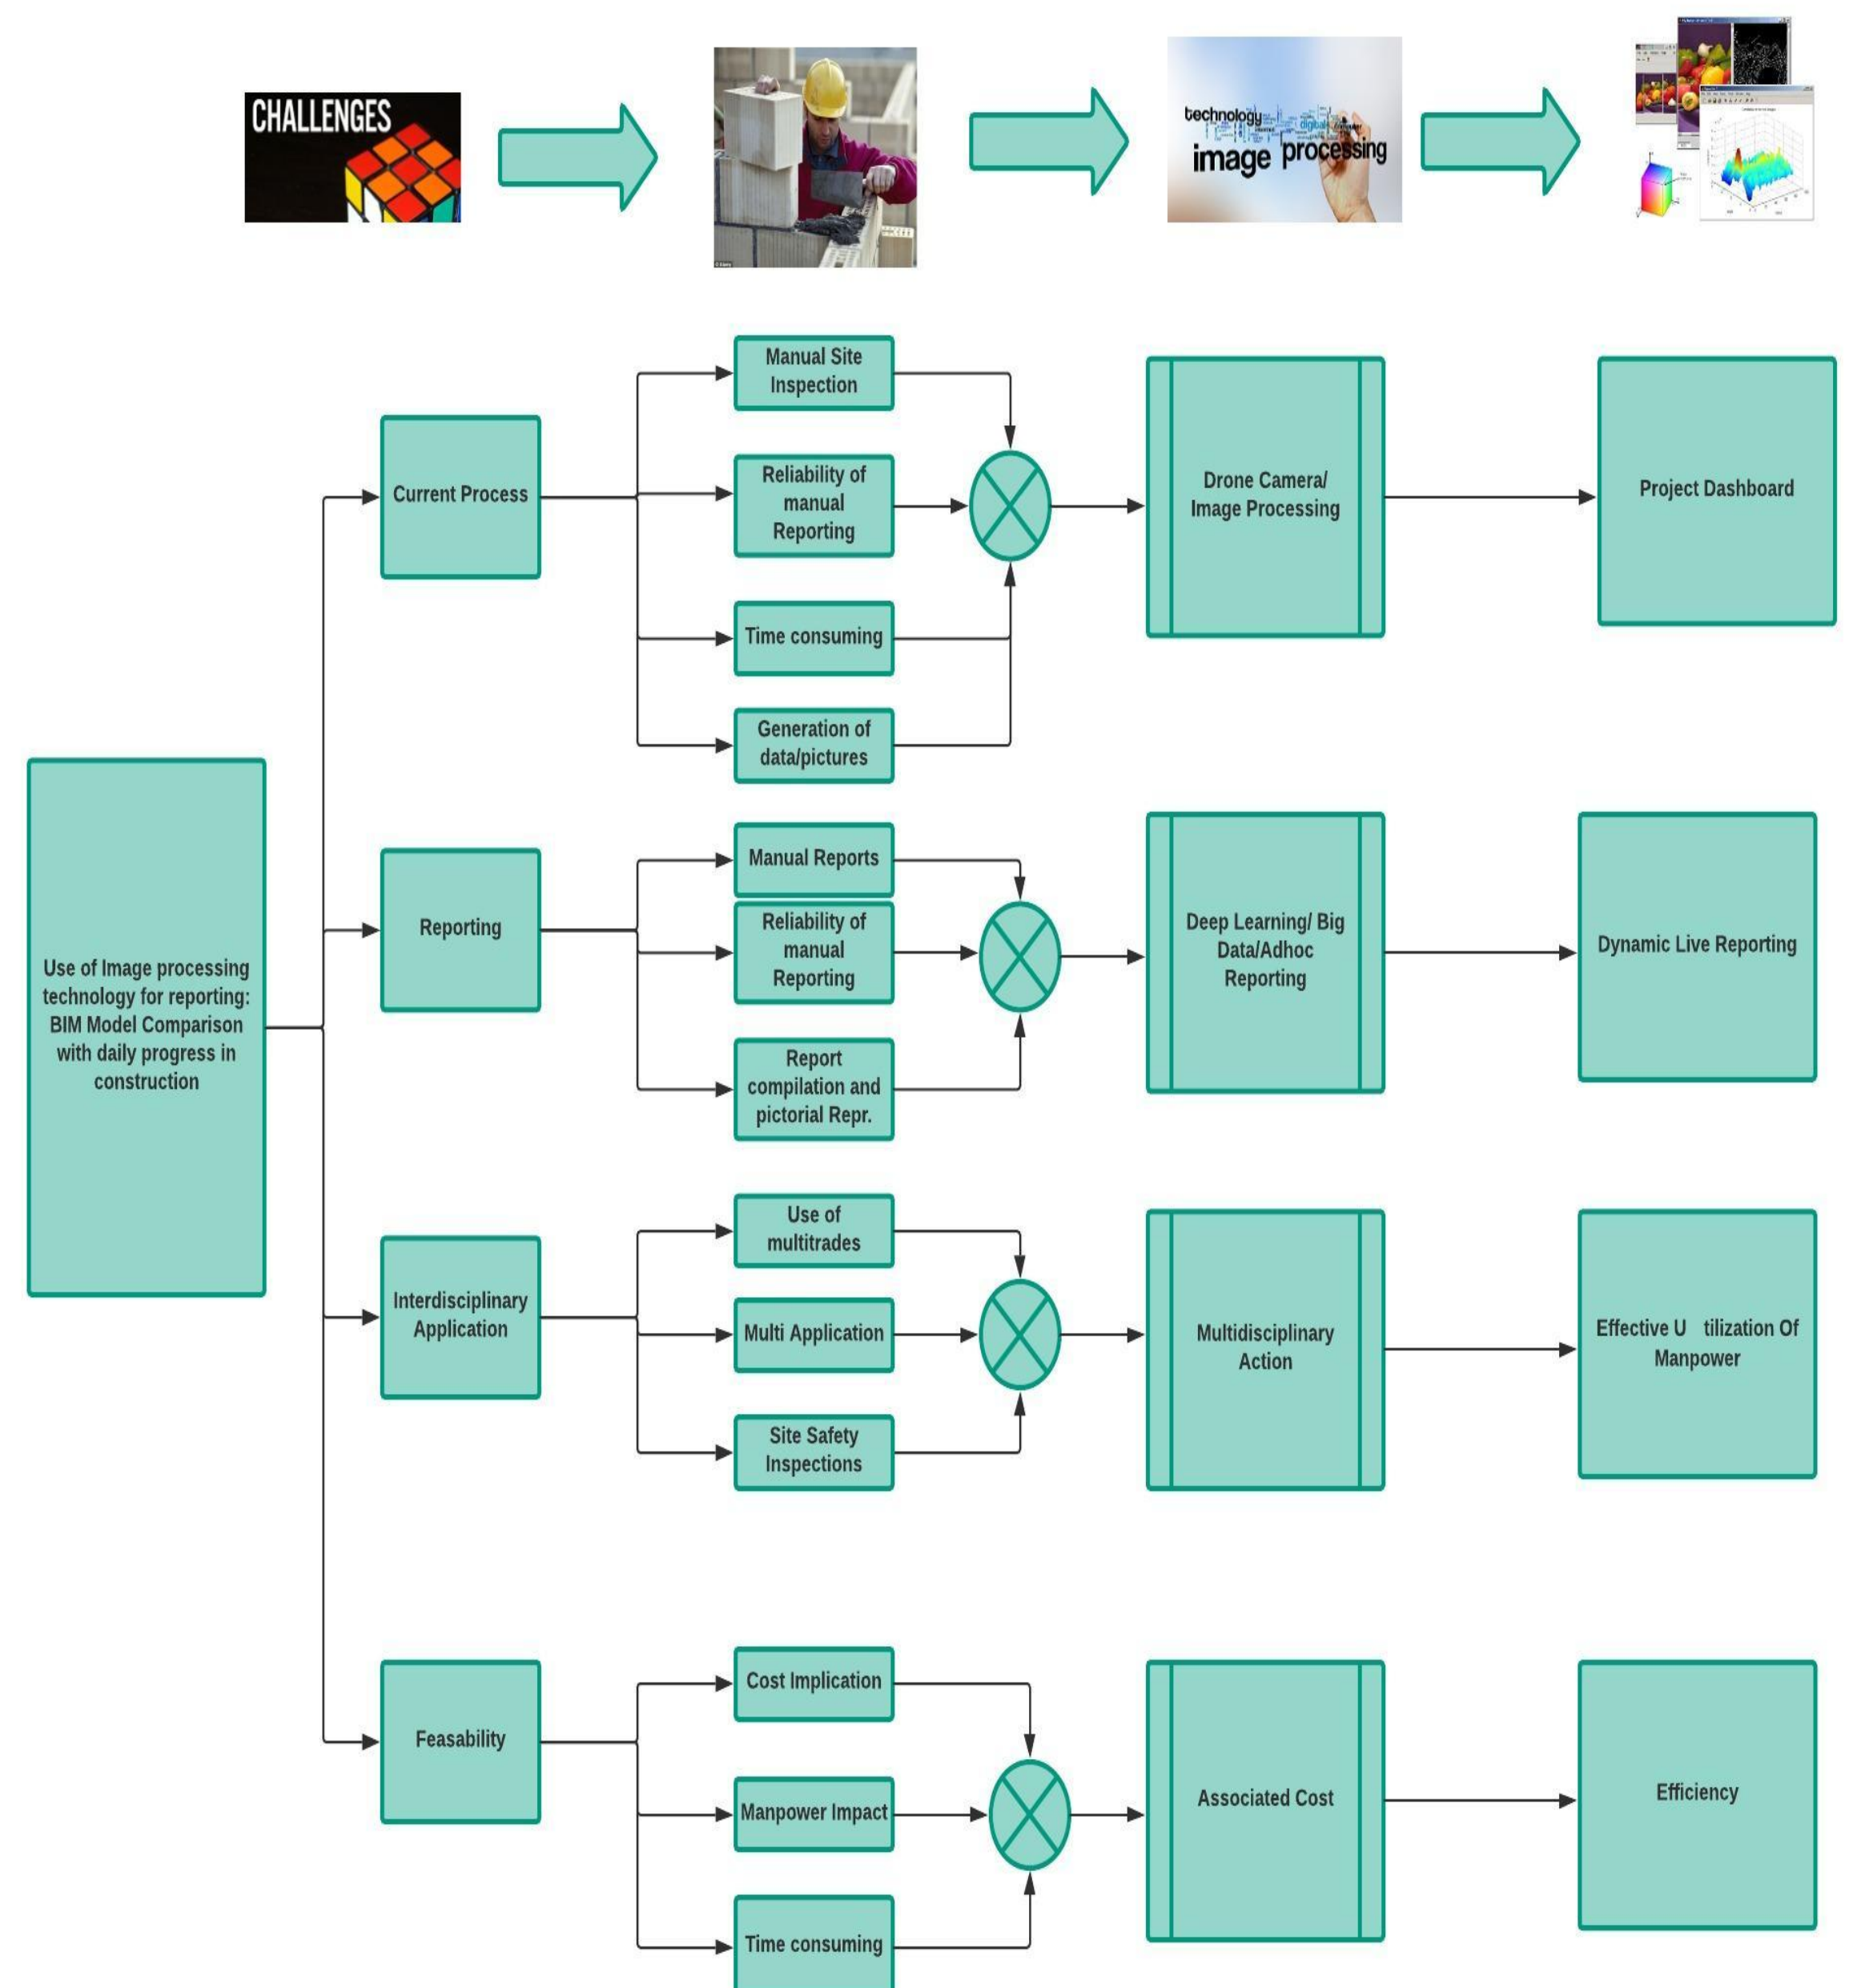 CHALLENGES
technology
digital
computer
image processing
Manual Site
Inspection
Current Process
Reliability of
manual
Reporting
Drone Camera/
Image Processing
Project Dashboard
Time consuming
Generation of
data/pictures
Use of Image processing
technology for reporting:
BIM Model Comparison
with daily progress in
construction
Reporting
Manual Reports
Reliability of
manual
Reporting
Report
compilation and
pictorial Repr.
Deep Learning/ Big
Data/Adhoc
Reporting
Dynamic Live Reporting
Interdisciplinary
Application
Use of
multitrades
Multi Application
Site Safety
Inspections
Multidisciplinary
Action
Effective U tilization Of
Manpower
Feasability
Cost Implication
Manpower Impact
Time consuming
Associated Cost
Efficiency